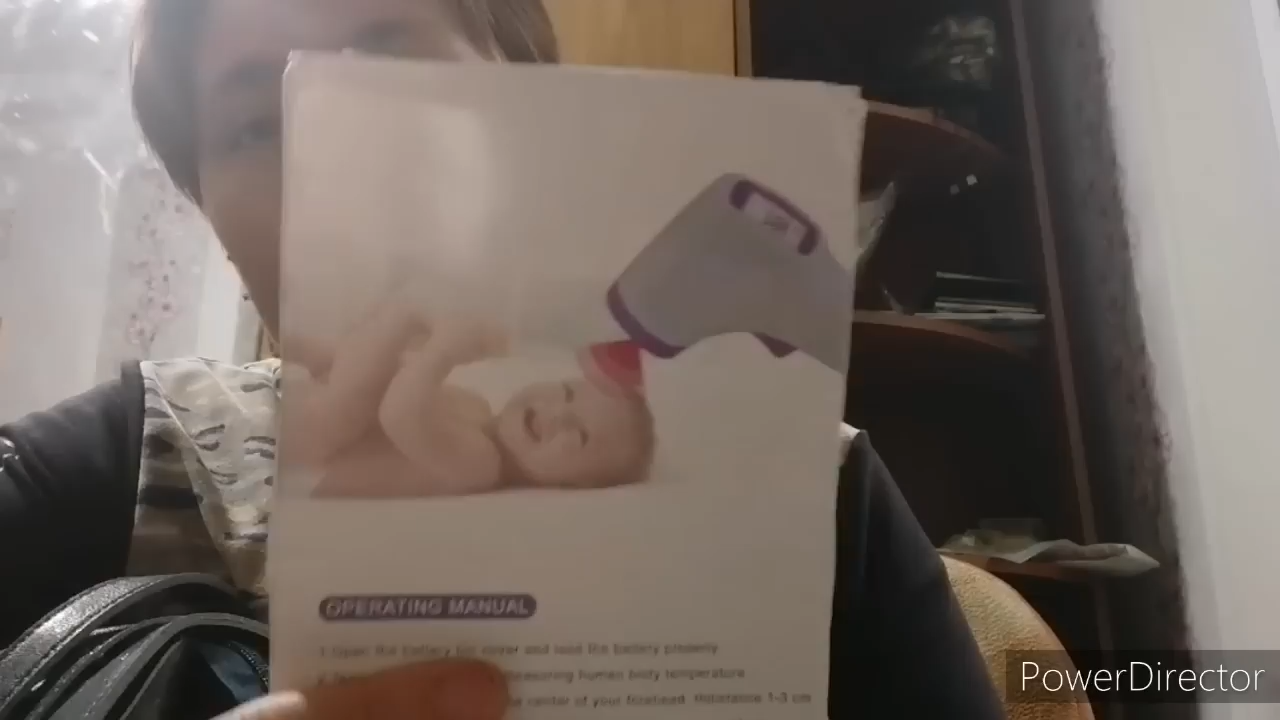 OPERATING MANUAL
1 Open the battery bin cover and load the battery properly
measuring human body temperature
the center of your forehead. Distance 1-3 cm
PowerDirector